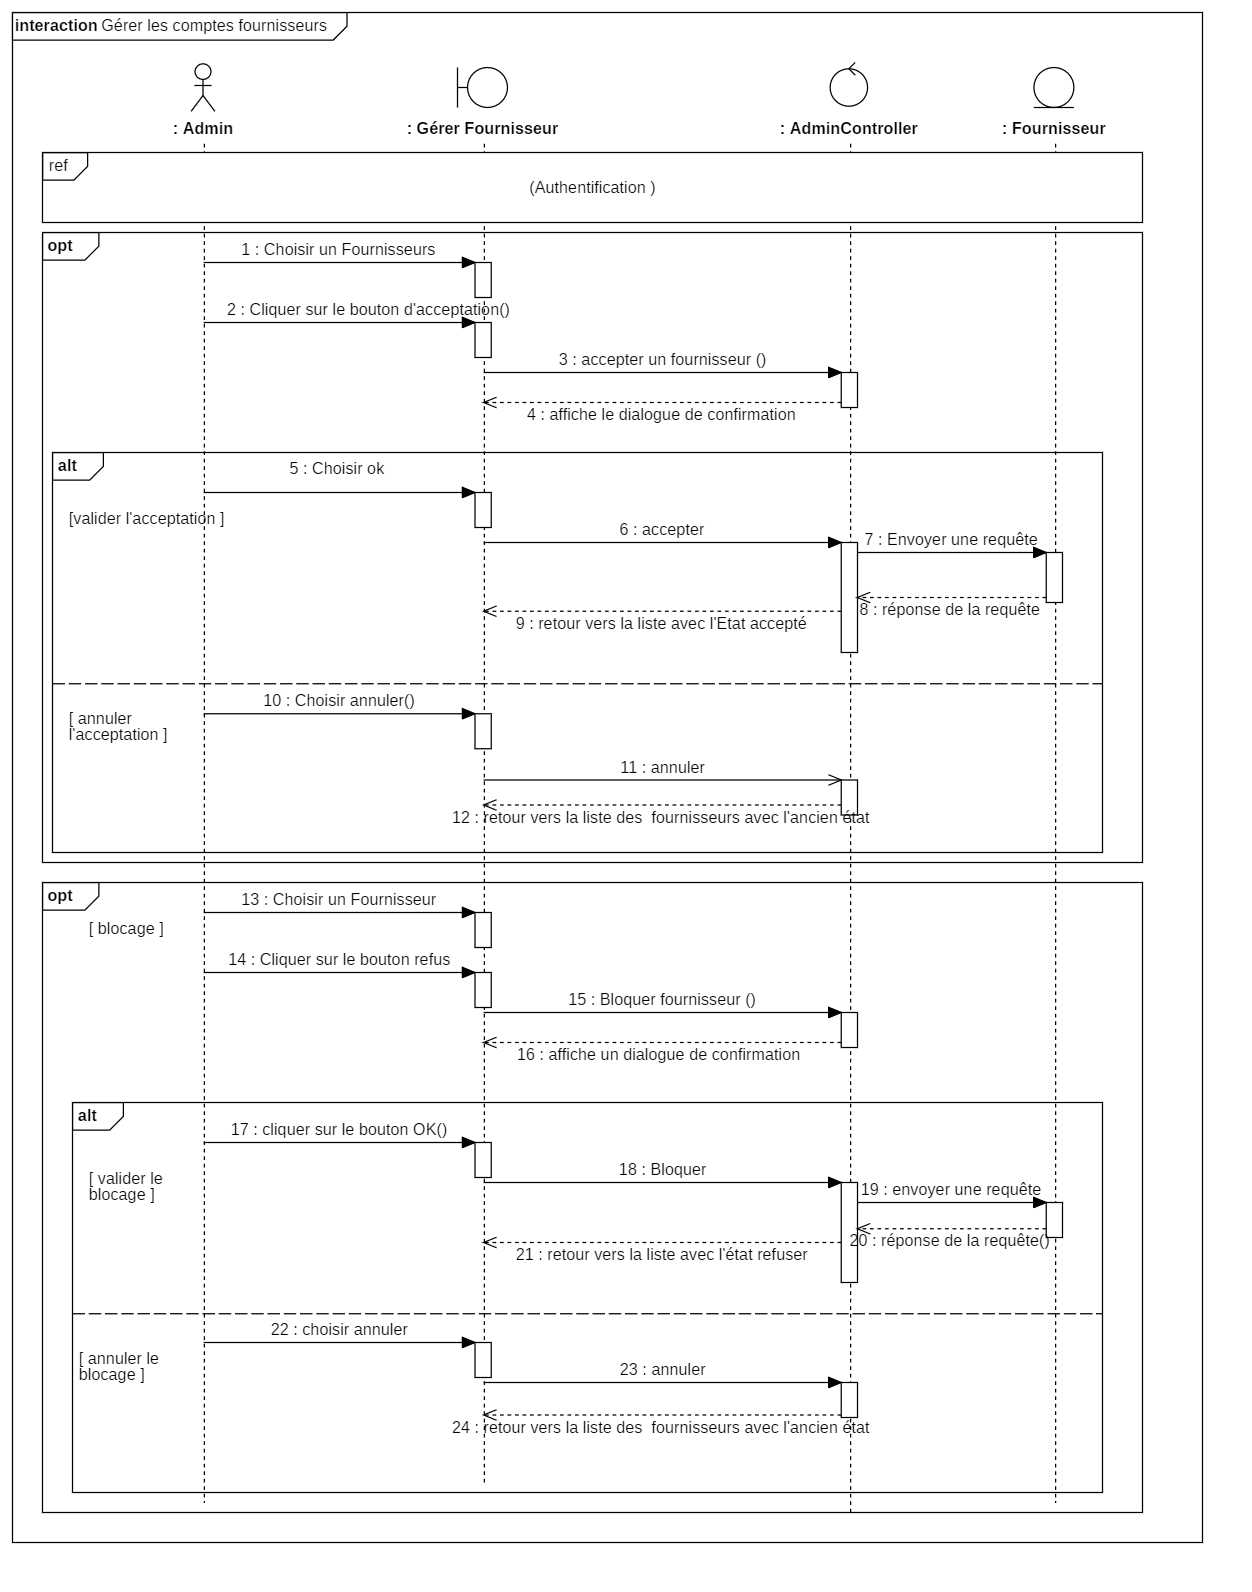 interaction Gérer les comptes fournisseurs
: Admin
: Gérer Fournisseur
: AdminController
: Fournisseur
ref
(Authentification )
opt
1 : Choisir un Fournisseurs
2 : Cliquer sur le bouton d'acceptation()
3 : accepter un fournisseur ()
4 : affiche le dialogue de confirmation
alt
5 : Choisir ok
[valider l'acceptation ]
6 : accepter
7 : Envoyer une requête
8 : réponse de la requête
9 : retour vers la liste avec l'Etat accepté
10 : Choisir annuler()
[ annuler
l'acceptation ]
11 : annuler
12 : retour vers la liste des  fournisseurs avec l'ancien état
opt
13 : Choisir un Fournisseur
[ blocage ]
14 : Cliquer sur le bouton refus
15 : Bloquer fournisseur ()
16 : affiche un dialogue de confirmation
alt
17 : cliquer sur le bouton OK()
[ valider le
blocage ]
18 : Bloquer
19 : envoyer une requête
20 : réponse de la requête()
21 : retour vers la liste avec l'état refuser
22 : choisir annuler
[ annuler le
blocage ]
23 : annuler
24 : retour vers la liste des  fournisseurs avec l'ancien état